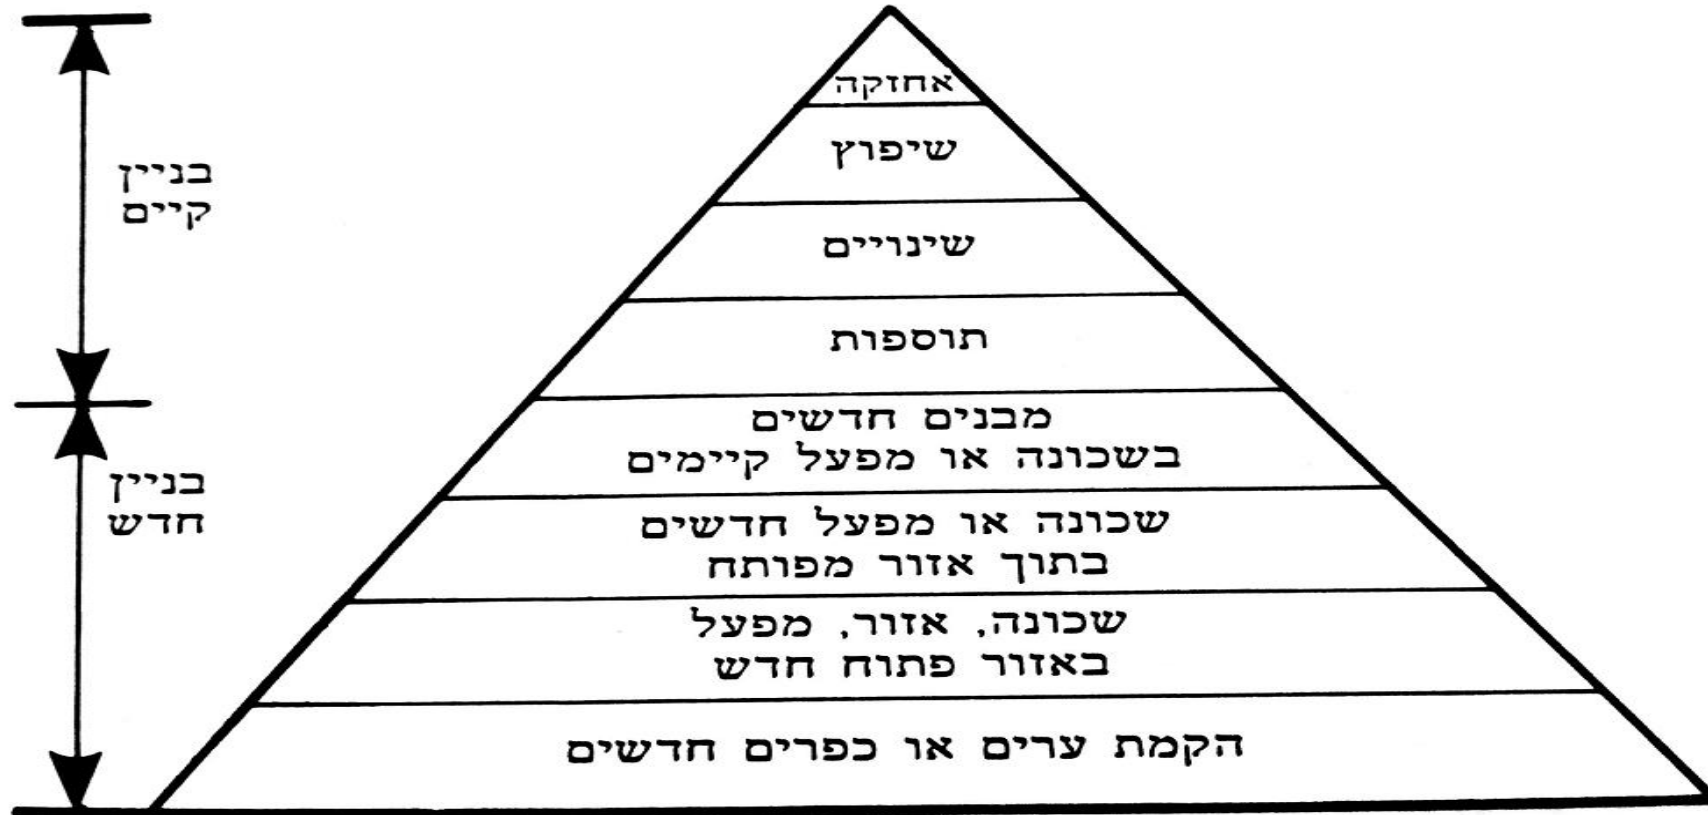 אחזקה
שיפוץ
שינויים
תוספות
מבנים חדשים
בשכונה או מפעל קיימים
שכונה או מפעל חדשים
בתוך אזור מפותח
שכונה, אזור, מפעל
באזור פתוח חדש
הקמת ערים או כפרים חדשים
בניין
קיים
בניין
חדש